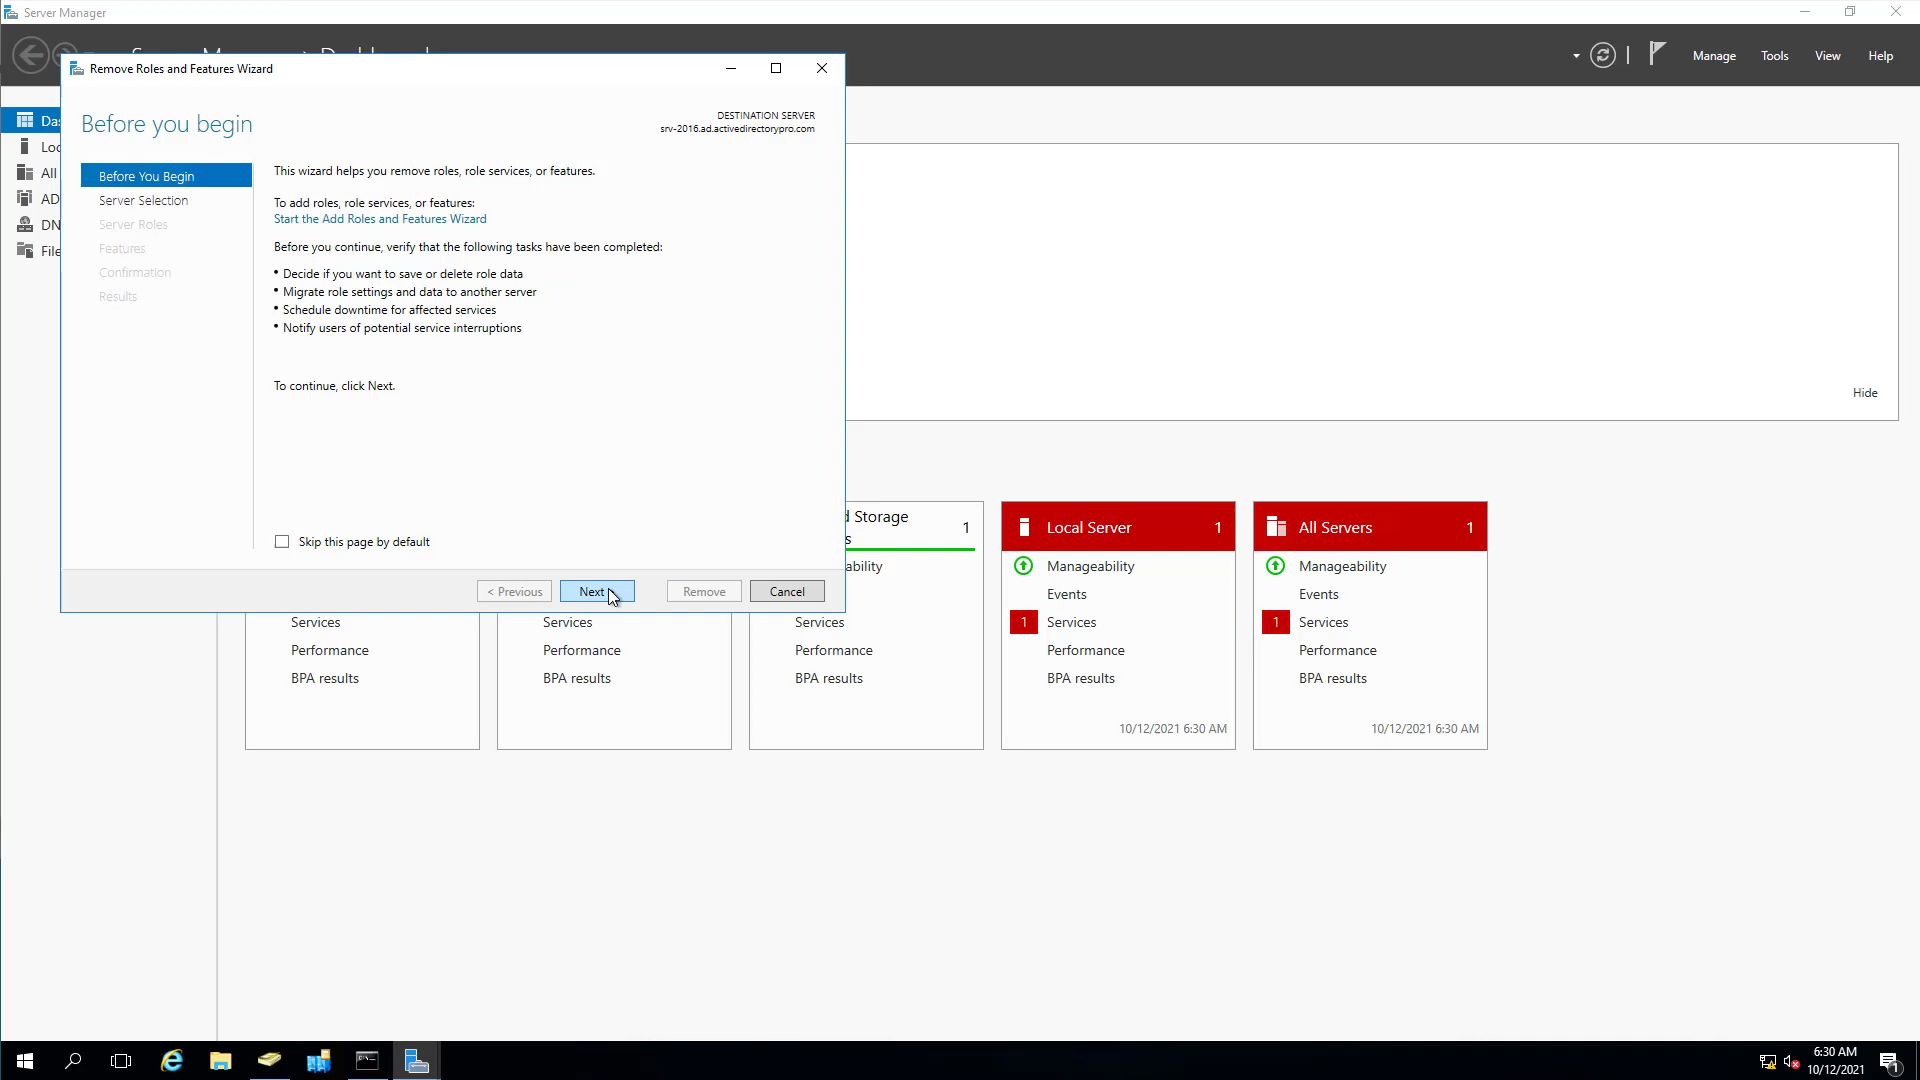 Server Manager
Manage
Tools
View
Help
Remove Roles and Features Wizard
Before you begin
DESTINATION SERVER
srv-2016.ad.activedirectorypro.com
Before You Begin
Server Selection
Server Roles
Features
Confirmation
Results
This wizard helps you remove roles, role services, or features.
To add roles, role services, or features:
Start the Add Roles and Features Wizard
Before you continue, verify that the following tasks have been completed:
• Decide if you want to save or delete role data
• Migrate role settings and data to another server
• Schedule downtime for affected services
• Notify users of potential service interruptions
To continue, click Next.
Skip this page by default
< Previous
Next
Remove
Cancel
Das
Loc
All
AD
DN
File
Hide
Services
Performance
BPA results
Services
Performance
BPA results
d Storage 1
s
ability
Services
Performance
BPA results
Local Server 1
Manageability
Events
1 Services
Performance
BPA results
10/12/2021 6:30 AM
All Servers 1
Manageability
Events
1 Services
Performance
BPA results
10/12/2021 6:30 AM
6:30 AM
10/12/2021
1